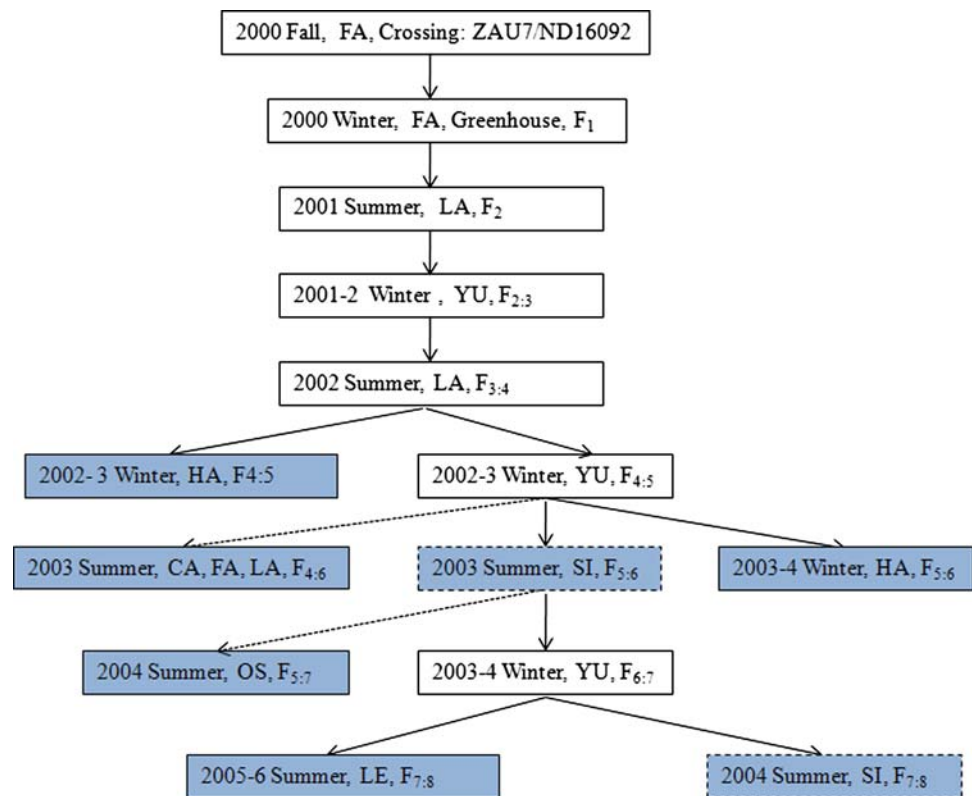 2000 Fall, FA, Crossing: ZAU7/ND16092
2000 Winter, FA, Greenhouse, F₁
2001 Summer, LA, F₂
2001-2 Winter , YU, F₂:₃
2002 Summer, LA, F₃:₄
2002- 3 Winter, HA, F4:5
2002-3 Winter, YU, F₄:₅
2003 Summer, CA, FA, LA, F₄:₆
2003 Summer, SI, F₅:₆
2003-4 Winter, HA, F₅:₆
2004 Summer, OS, F₅:₇
2003-4 Winter, YU, F₆:₇
2005-6 Summer, LE, F₇:₈
2004 Summer, SI, F₇:₈